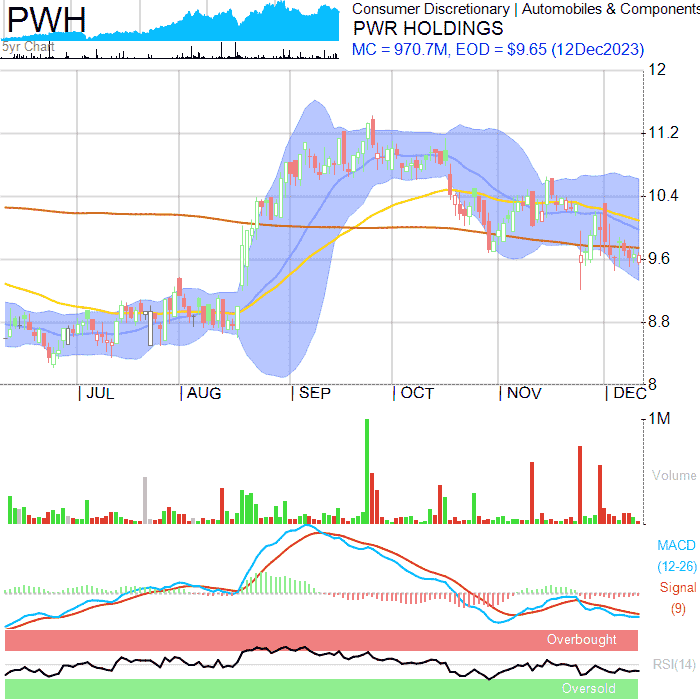 PWH
5yr Chart
Consumer Discretionary | Automobiles & Components
PWR HOLDINGS
MC = 970.7M, EOD = $9.65 (12Dec2023)
12
11.2
10.4
9.6
8.8
8
JUL AUG SEP OCT NOV DEC
1M
Volume
MACD
(12-26)
Signal
(9)
Overbought
RSI(14)
Oversold